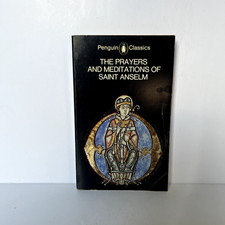 Penguin Classics
THE PRAYERS
AND MEDITATIONS OF
SAINT ANSELM